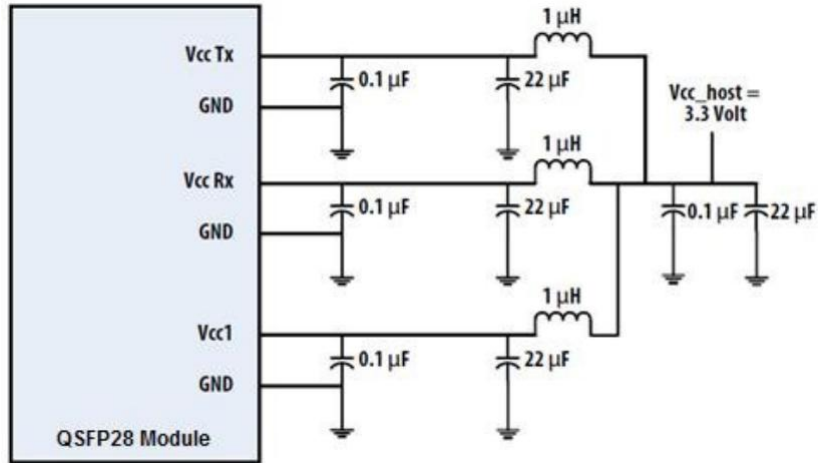 1 µH
Vcc Tx
0.1 µF
22 µF
GND
Vcc_host =
3.3 Volt
1 µH
Vcc Rx
0.1 µF
22 µF
0.1 µF
22 µF
GND
1 µH
Vcc1
0.1 µF
22 µF
GND
QSFP28 Module